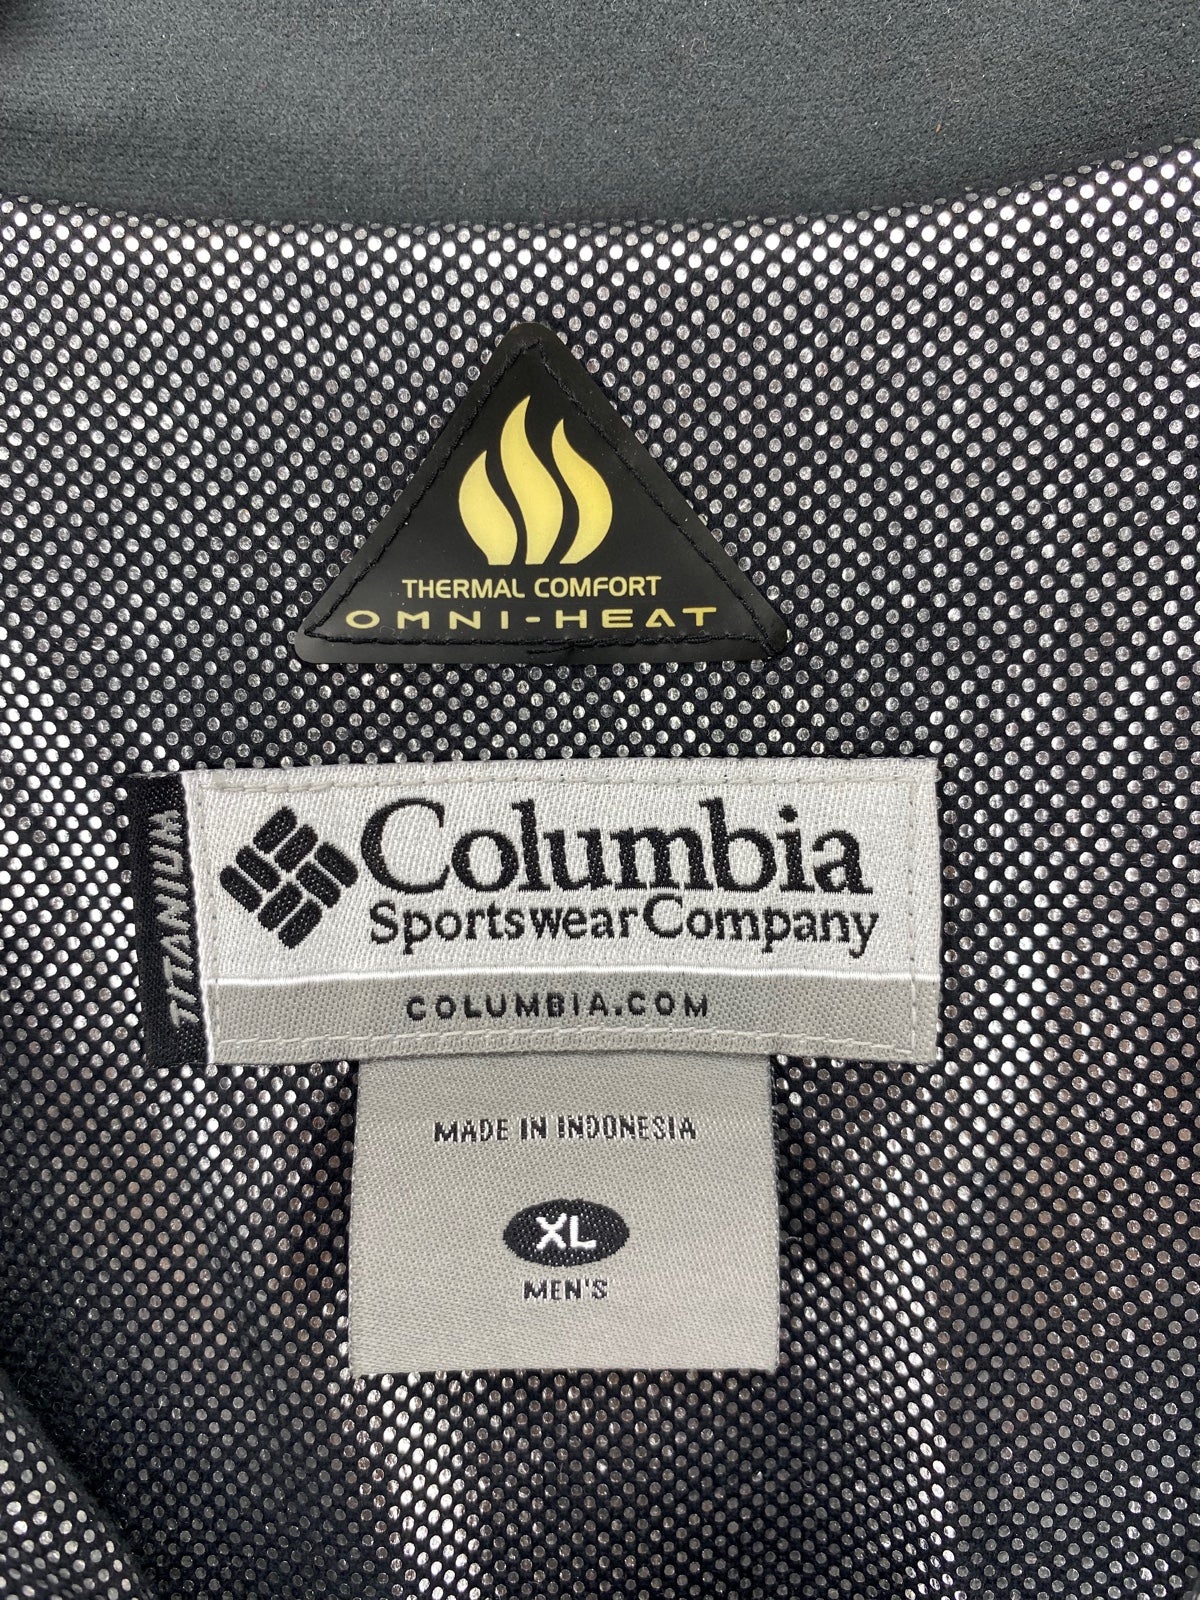 THERMAL COMFORT
OMNI-HEAT
TITANIUM
Columbia
Sportswear Company
COLUMBIA.COM
MADE IN INDONESIA
XL
MEN'S